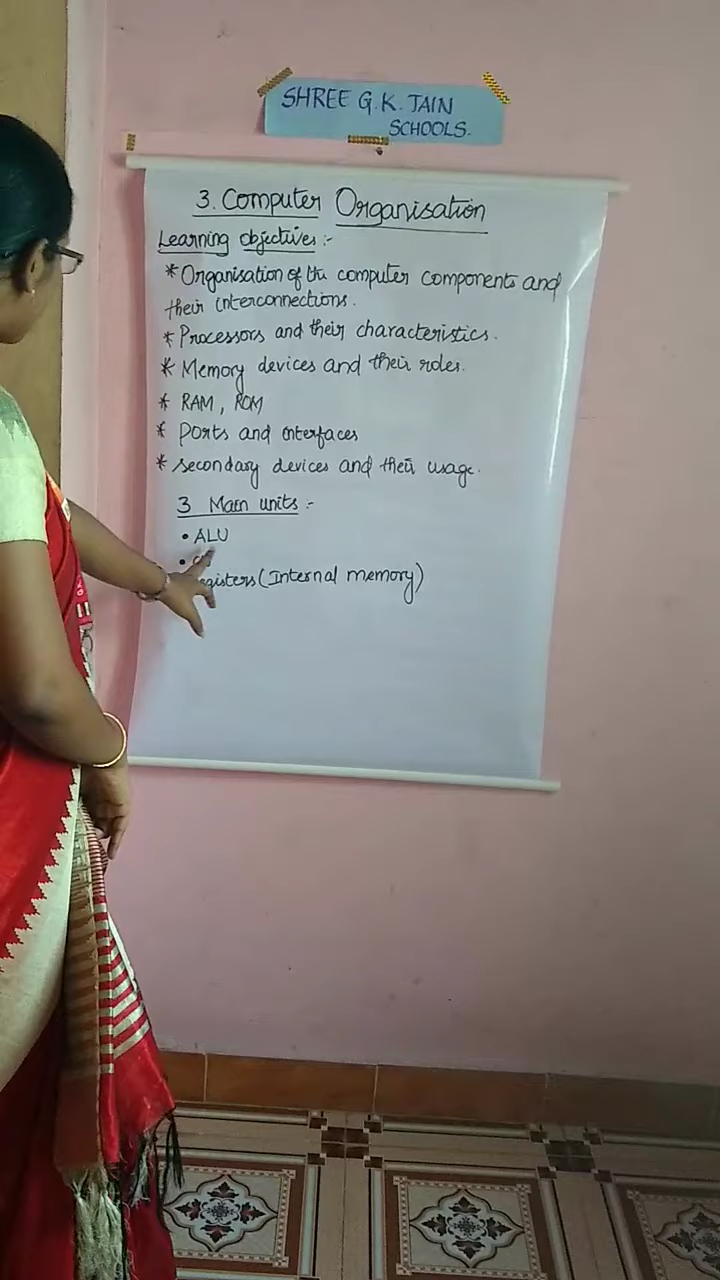 SHREE G.K. JAIN
SCHOOLS.
3. Computer Organisation
Learning objectives :-
* Organisation of the computer components and
their interconnections.
* Processors and their characteristics.
* Memory devices and their roles.
* RAM, ROM
* Ports and interfaces
* Secondary devices and their usage.
3 Main units :-
• ALU
•
(Internal memory)